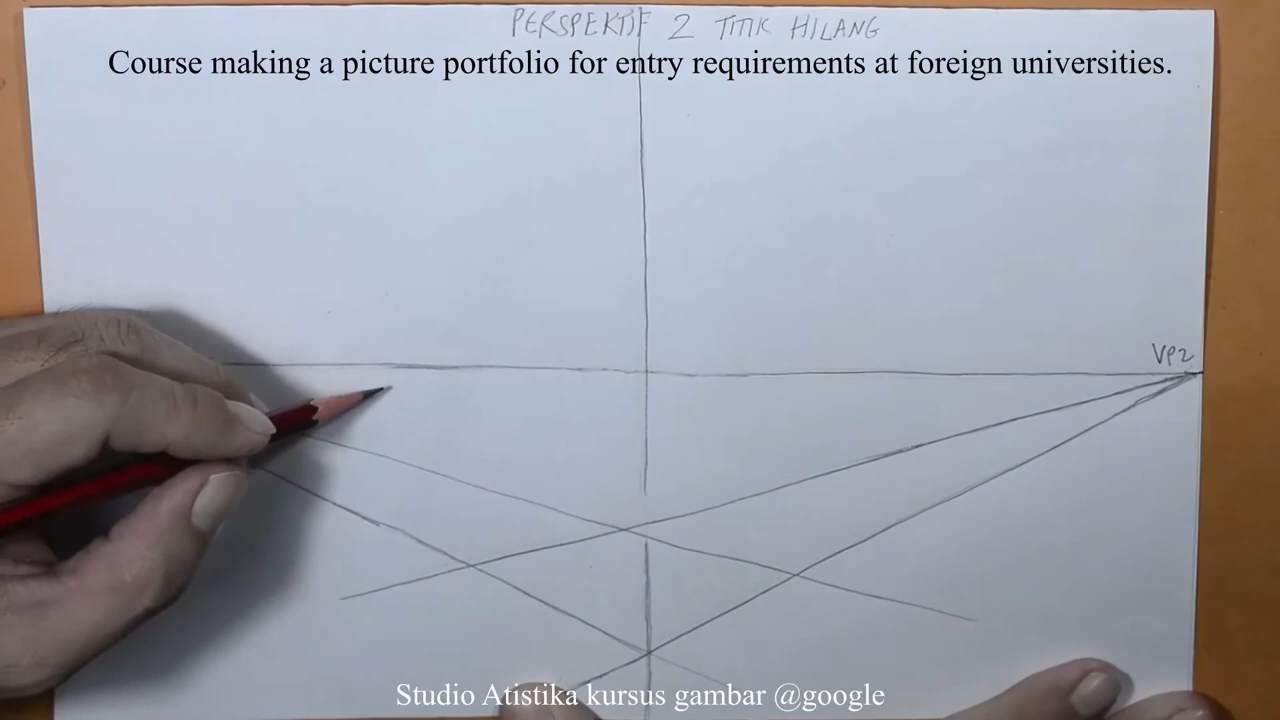 PERSPEKTIF 2 TITIK HILANG
Course making a picture portfolio for entry requirements at foreign universities.
VP2
Studio Atistika kursus gambar @google